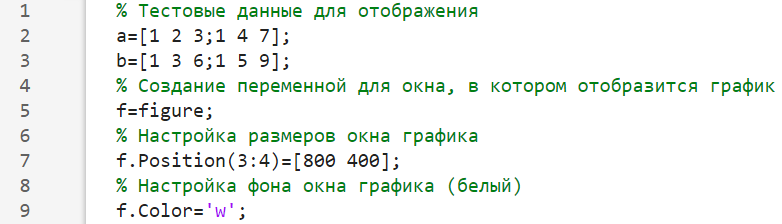 1 % Тестовые данные для отображения
2 a=[1 2 3;1 4 7];
3 b=[1 3 6;1 5 9];
4 % Создание переменной для окна, в котором отобразится график
5 f=figure;
6 % Настройка размеров окна графика
7 f.Position(3:4)=[800 400];
8 % Настройка фона окна графика (белый)
9 f.Color='w';